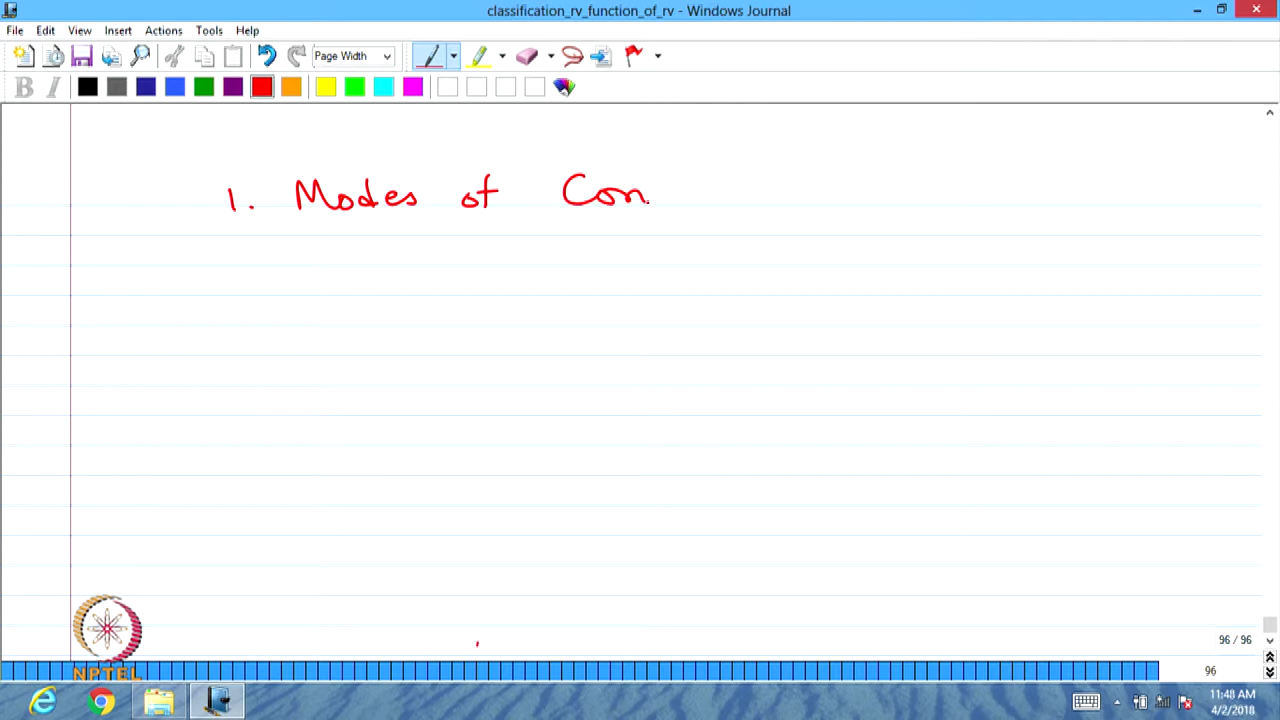 classification_rv_function_of_rv - Windows Journal
File Edit View Insert Actions Tools Help
Page Width
B I
1. Modes of Con
96 / 96
NPTEL
96
11:48 AM
4/2/2018